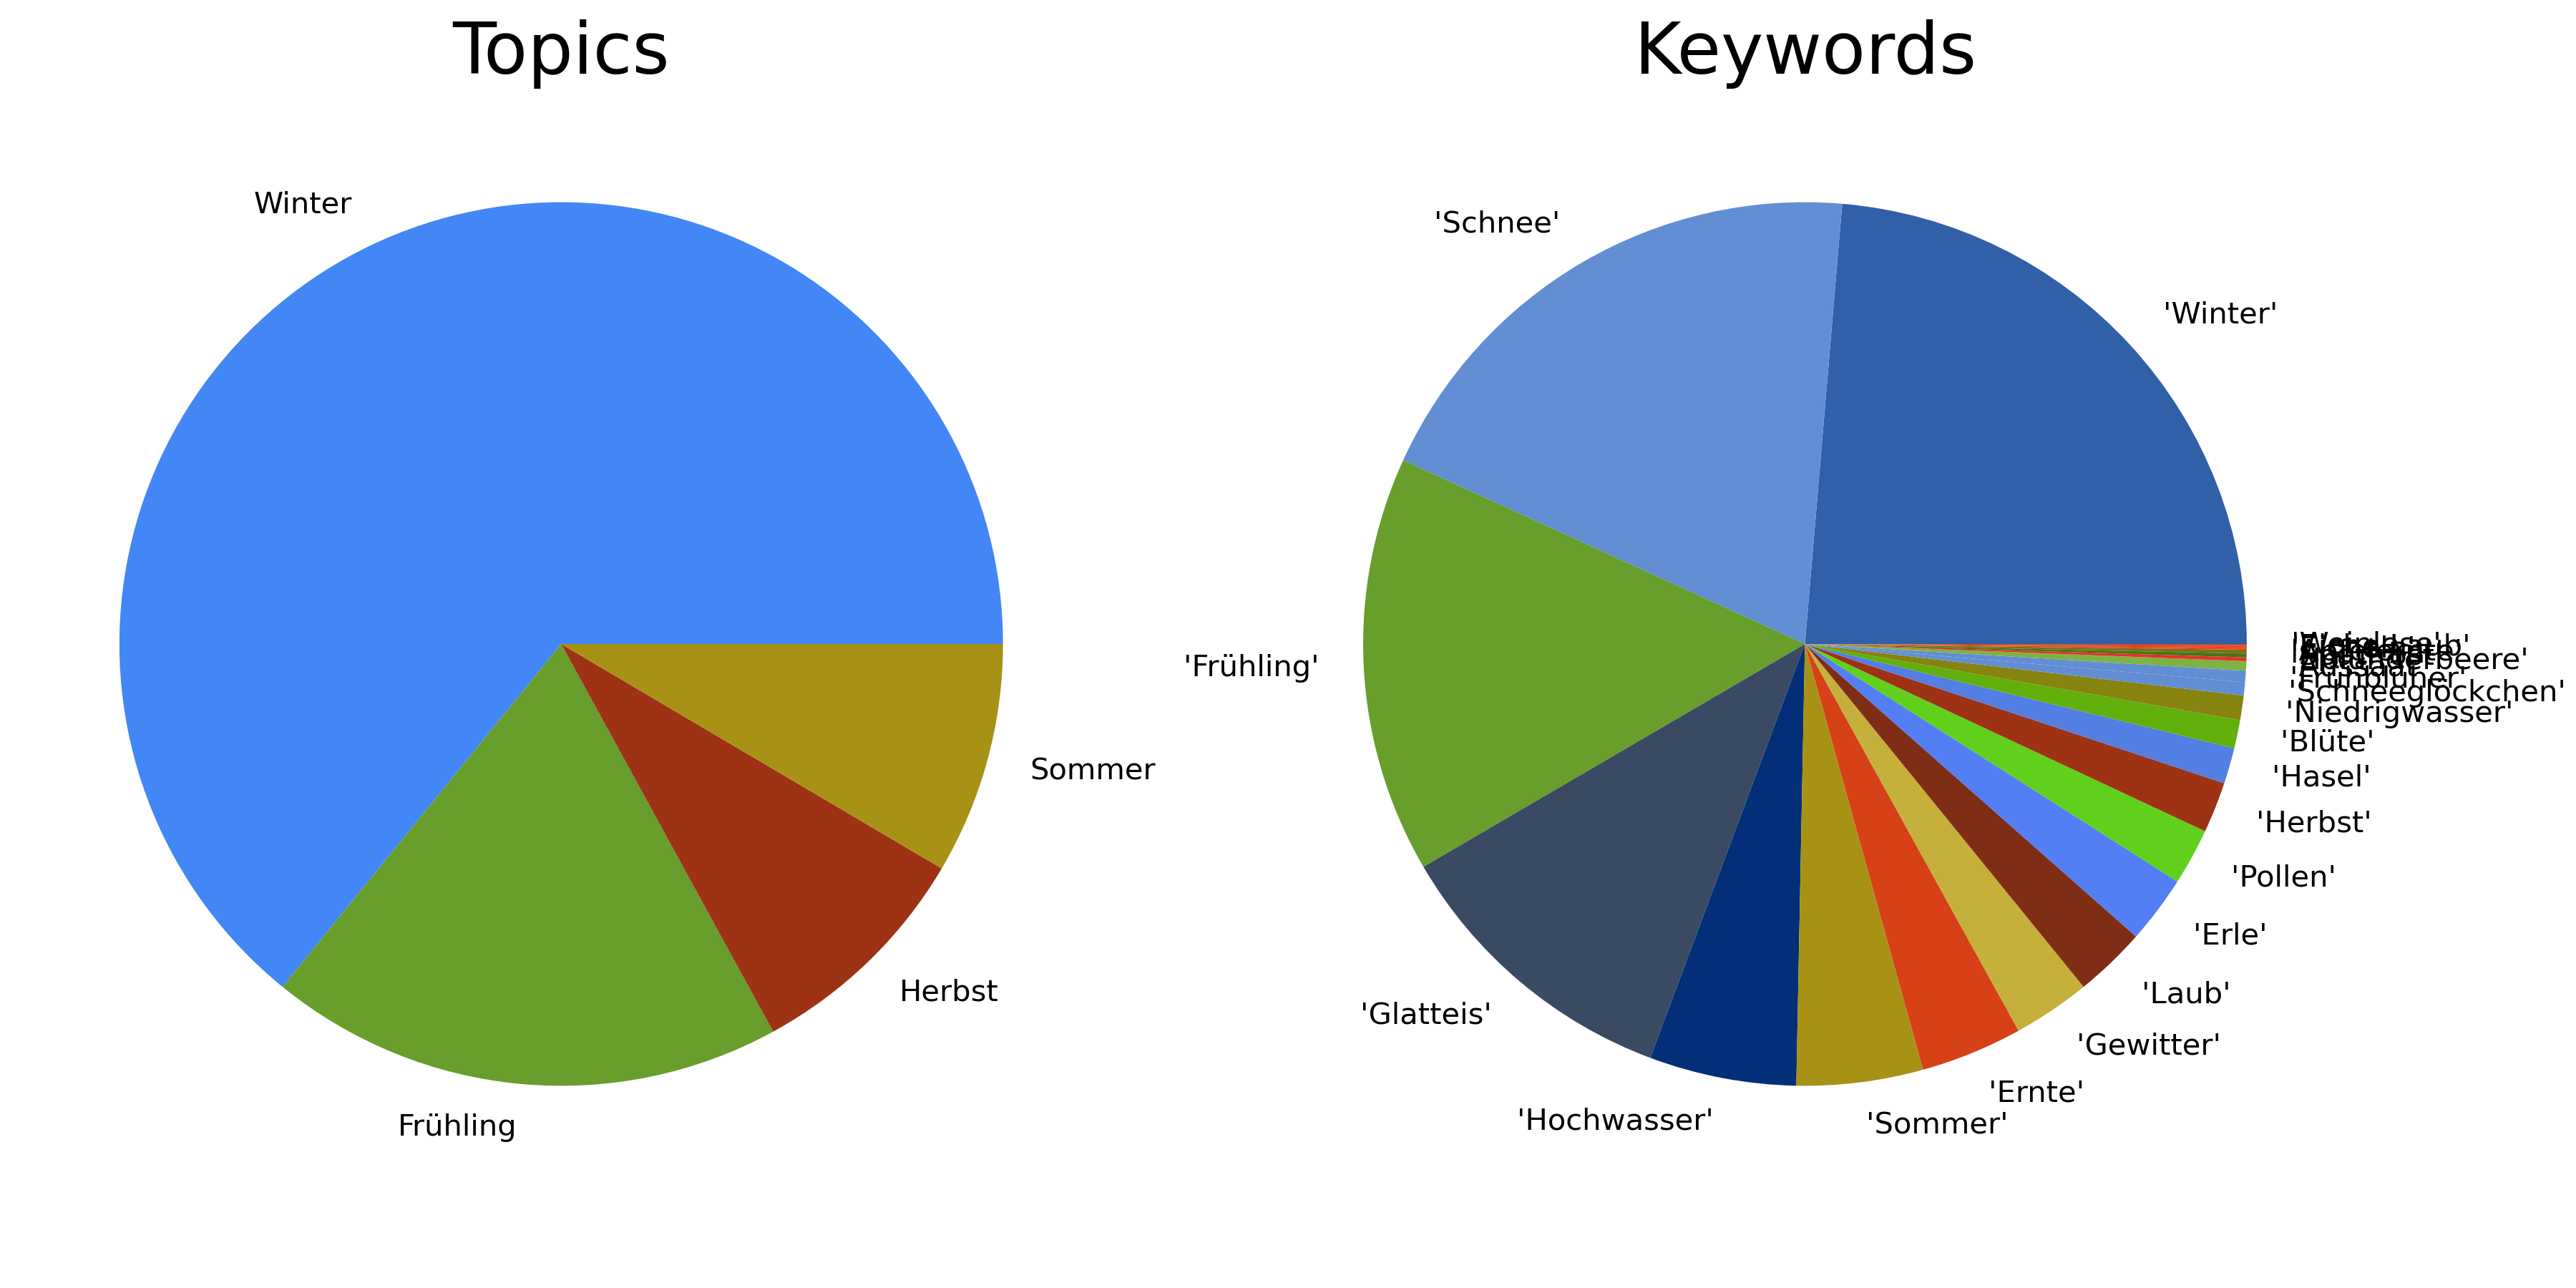 Topics
Keywords
Winter
Sommer
Herbst
Frühling
'Schnee'
'Winter'
'Frühling'
'Frühblüher'
'Schneeglöckchen'
'Niedrigwasser'
'Blüte'
'Hasel'
'Herbst'
'Pollen'
'Erle'
'Laub'
'Gewitter'
'Ernte'
'Sommer'
'Hochwasser'
'Glatteis'